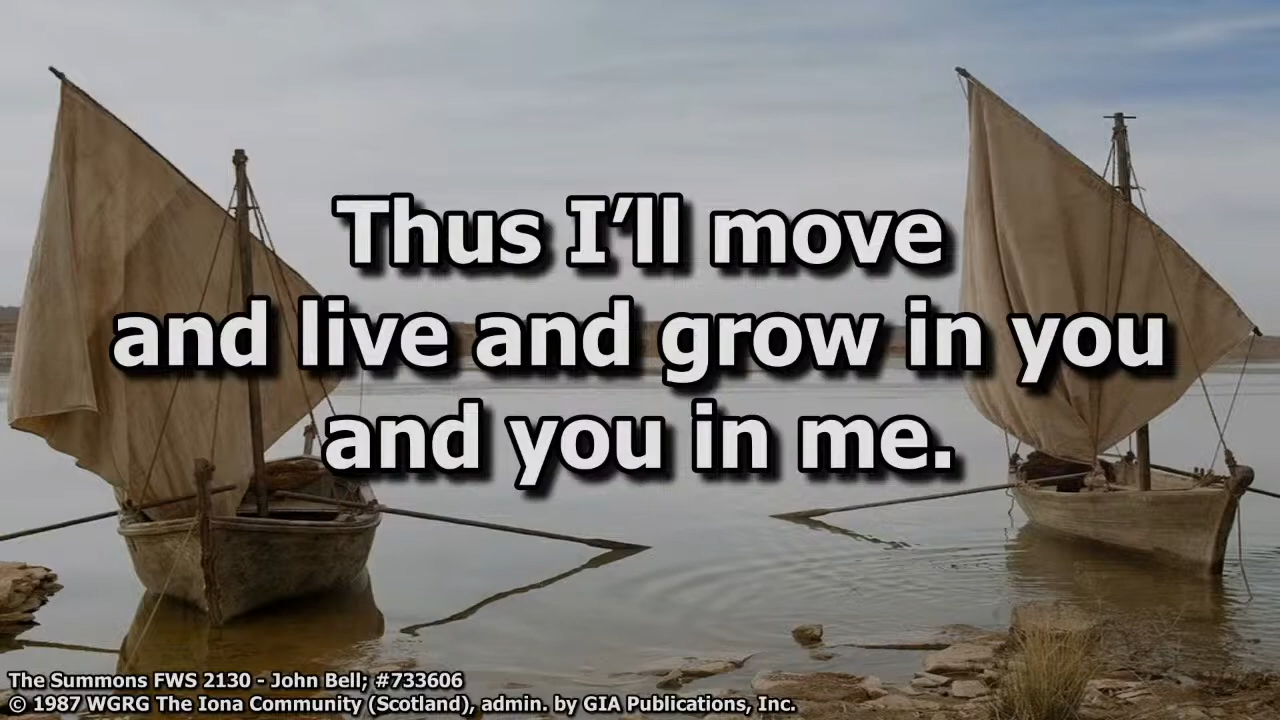 Thus I’ll move
and live and grow in you
and you in me.
The Summons FWS 2130 - John Bell; #733606
© 1987 WGRG The Iona Community (Scotland), admin. by GIA Publications, Inc.